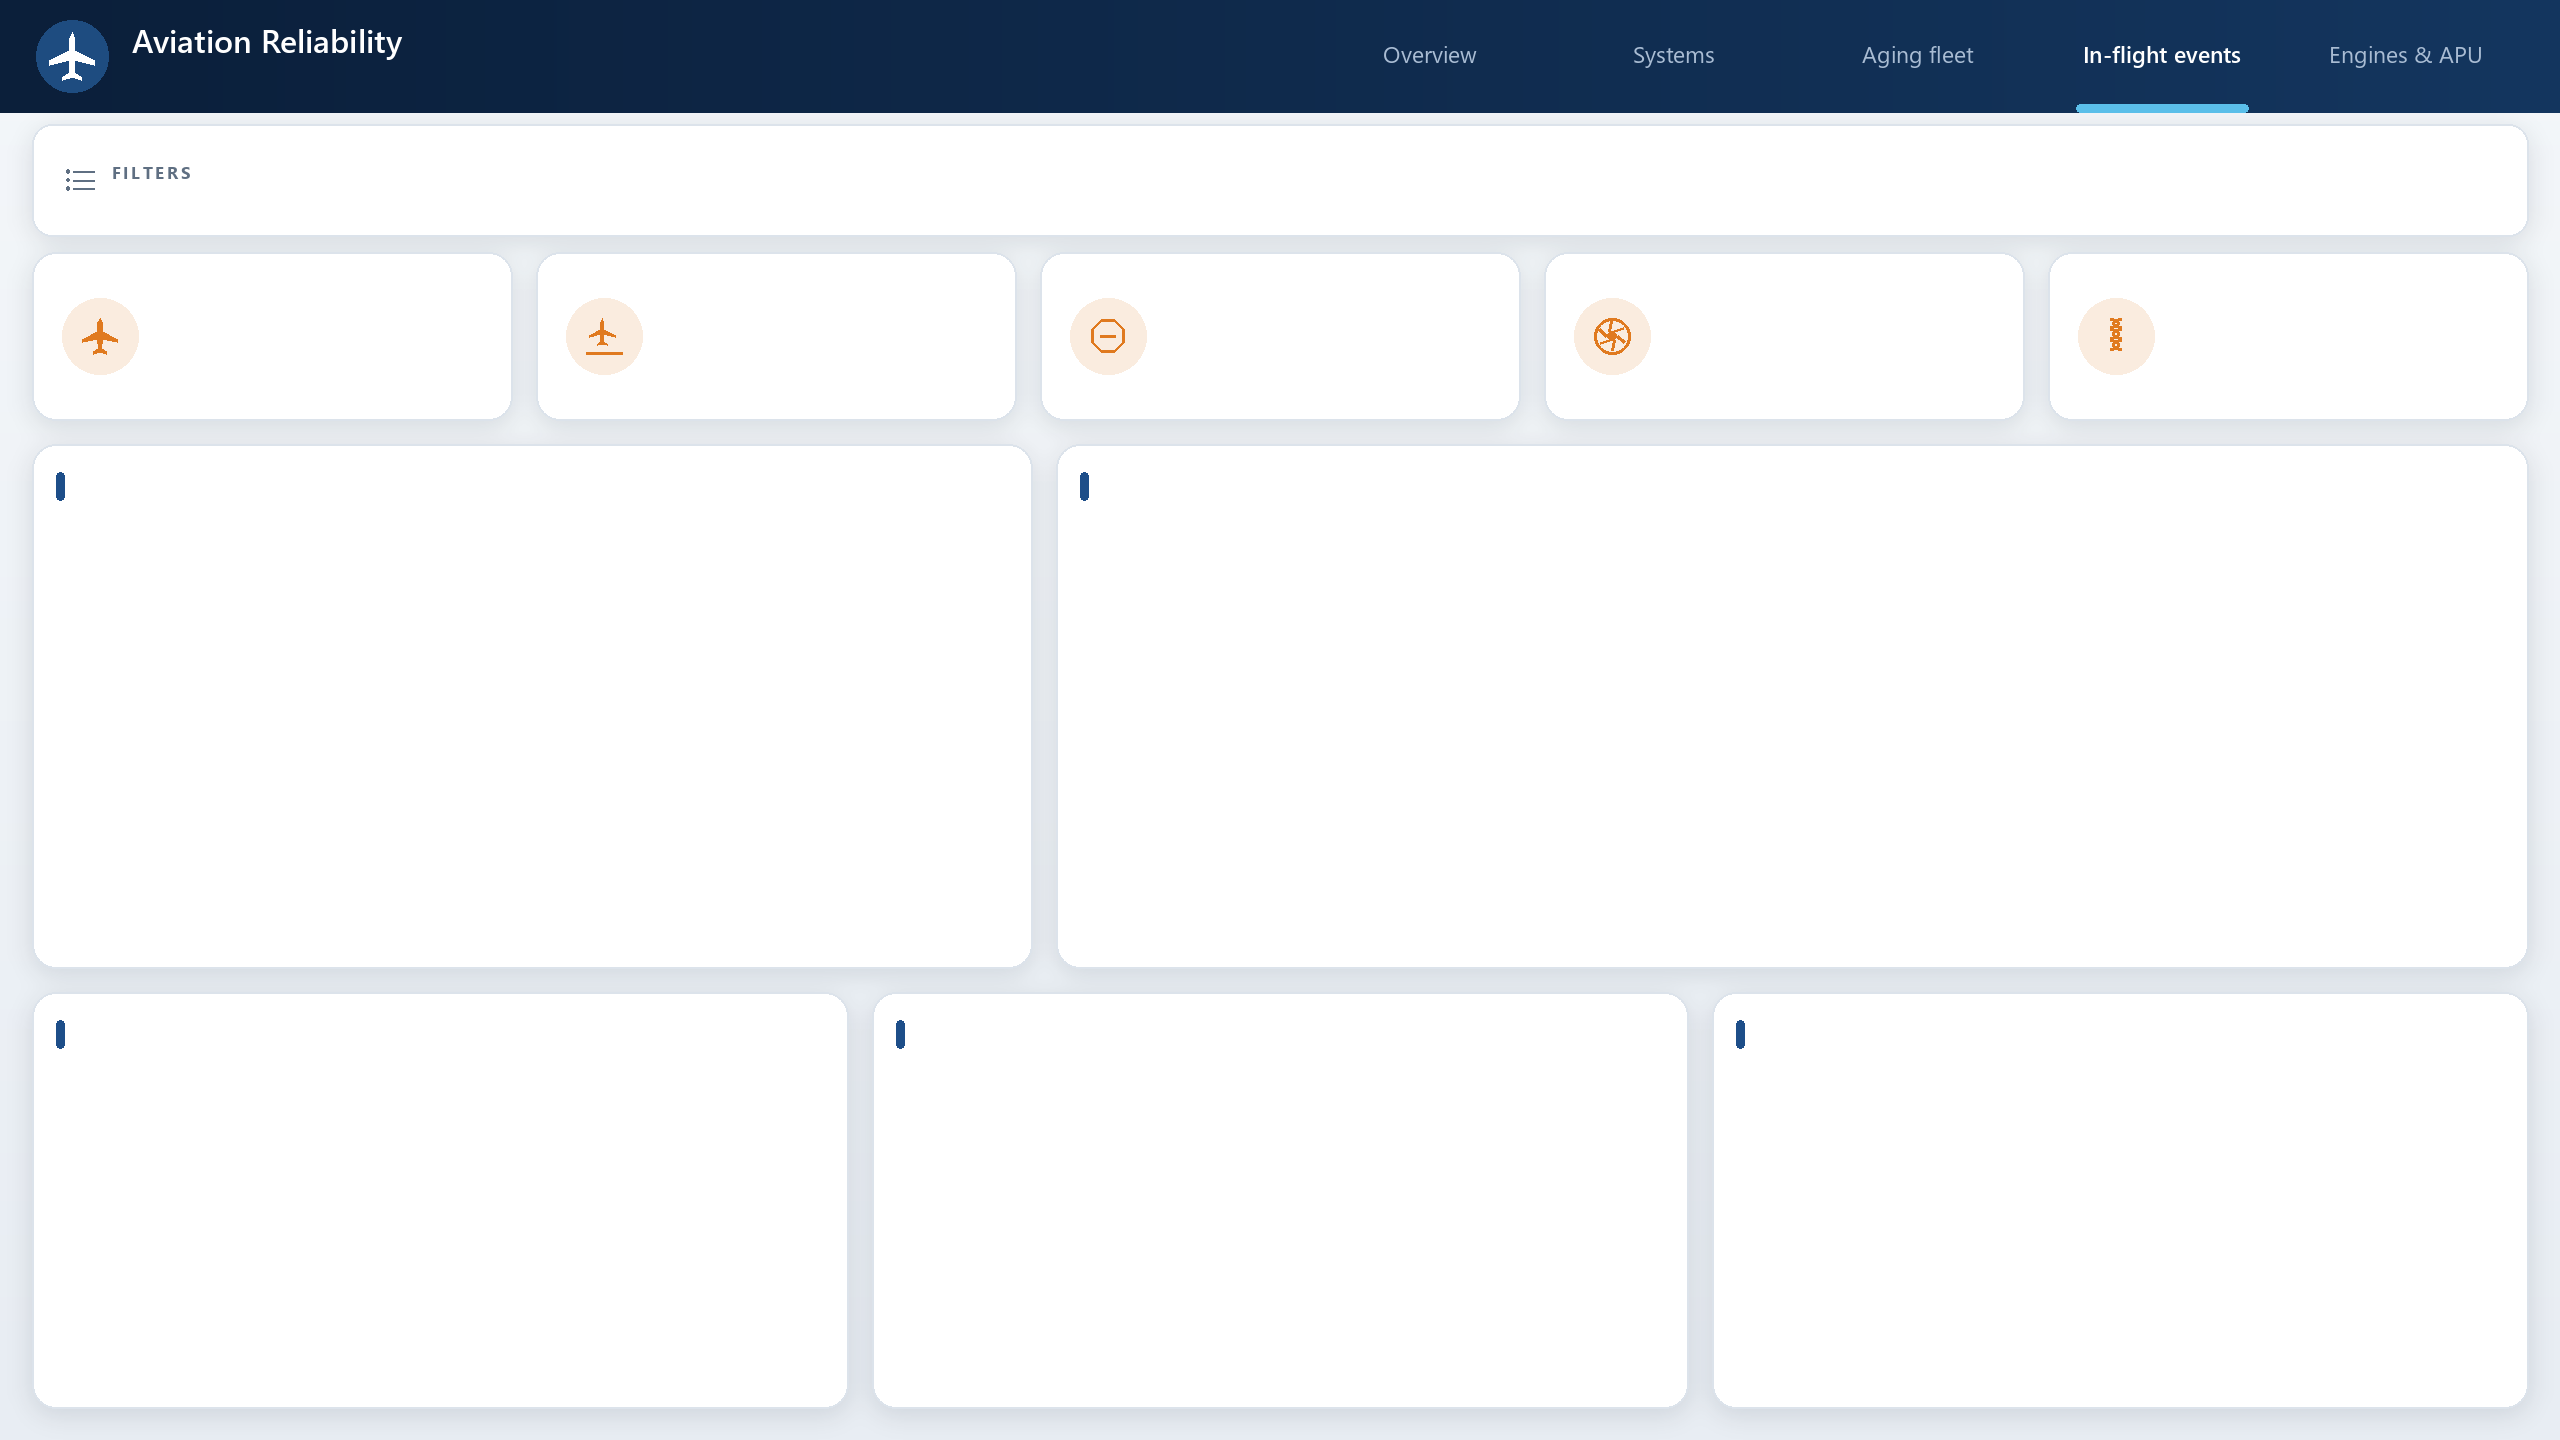 Aviation Reliability
Overview
Systems
Aging fleet
In-flight events
Engines & APU
FILTERS